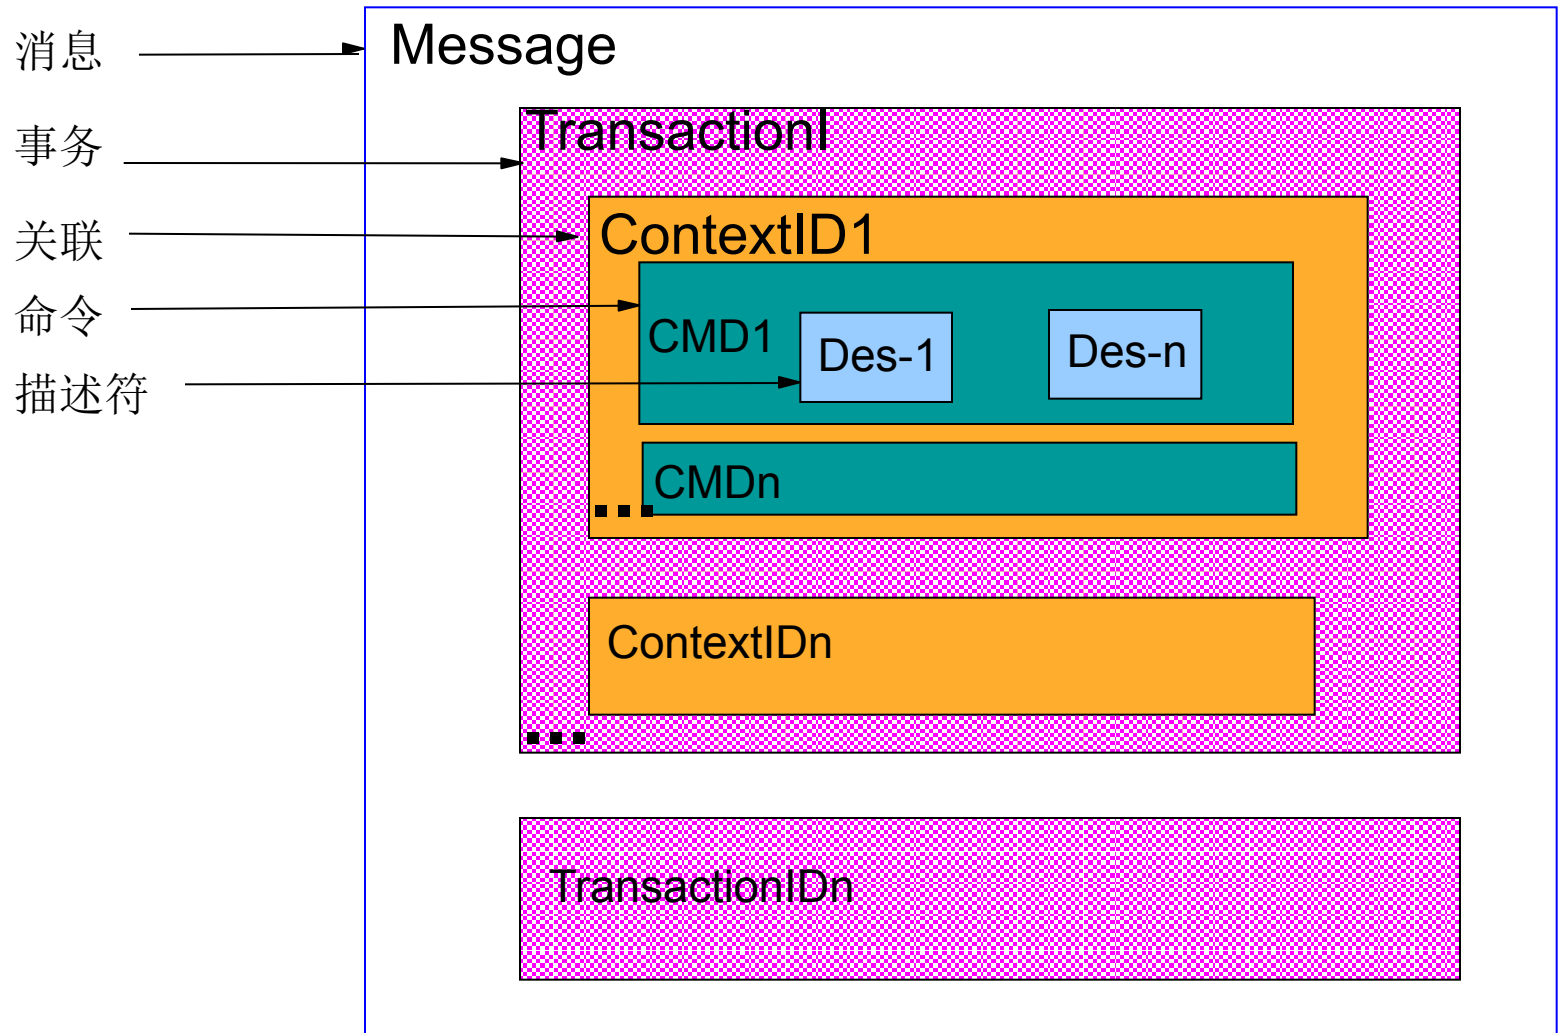 消息
Message
事务
TransactionI
关联
ContextID1
命令
CMD1
Des-1
Des-n
描述符
CMDn
...
ContextIDn
...
TransactionIDn